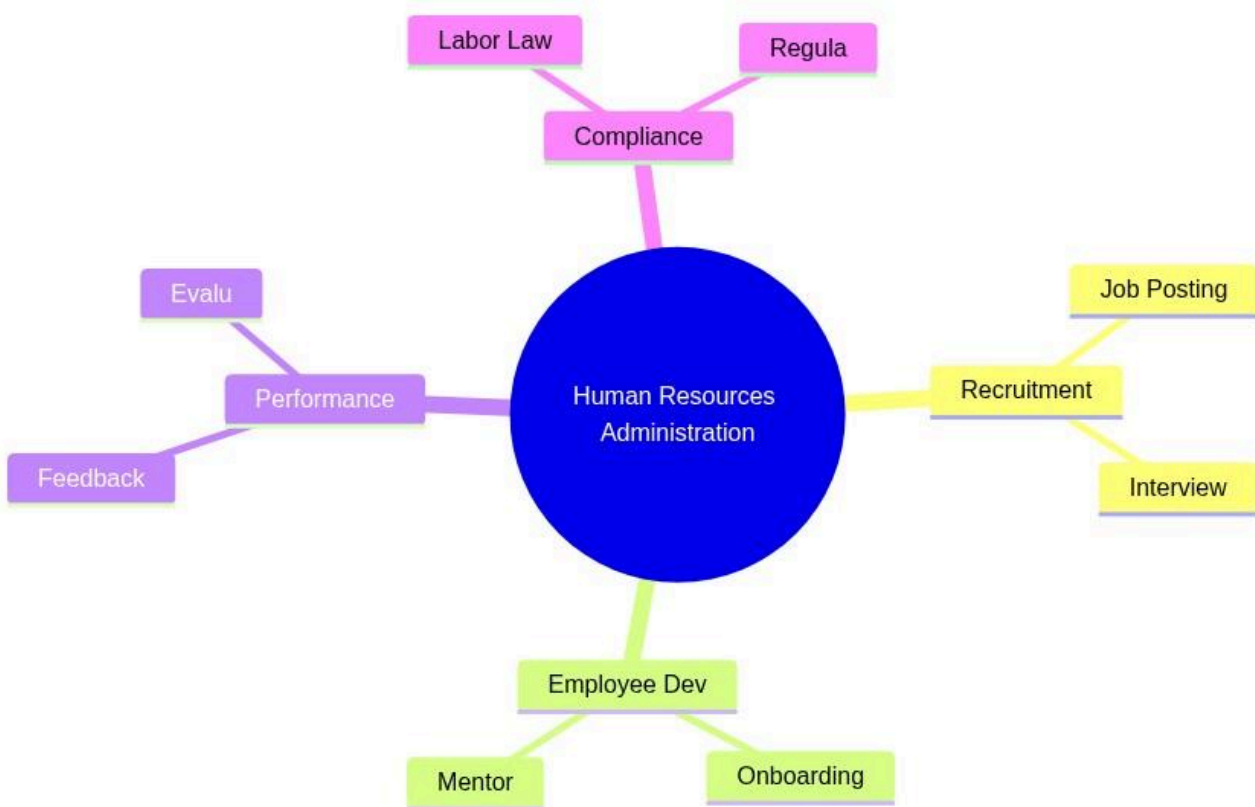 Labor Law
Regula
Compliance
Evalu
Job Posting
Performance
Human Resources
Administration
Recruitment
Feedback
Interview
Employee Dev
Mentor
Onboarding